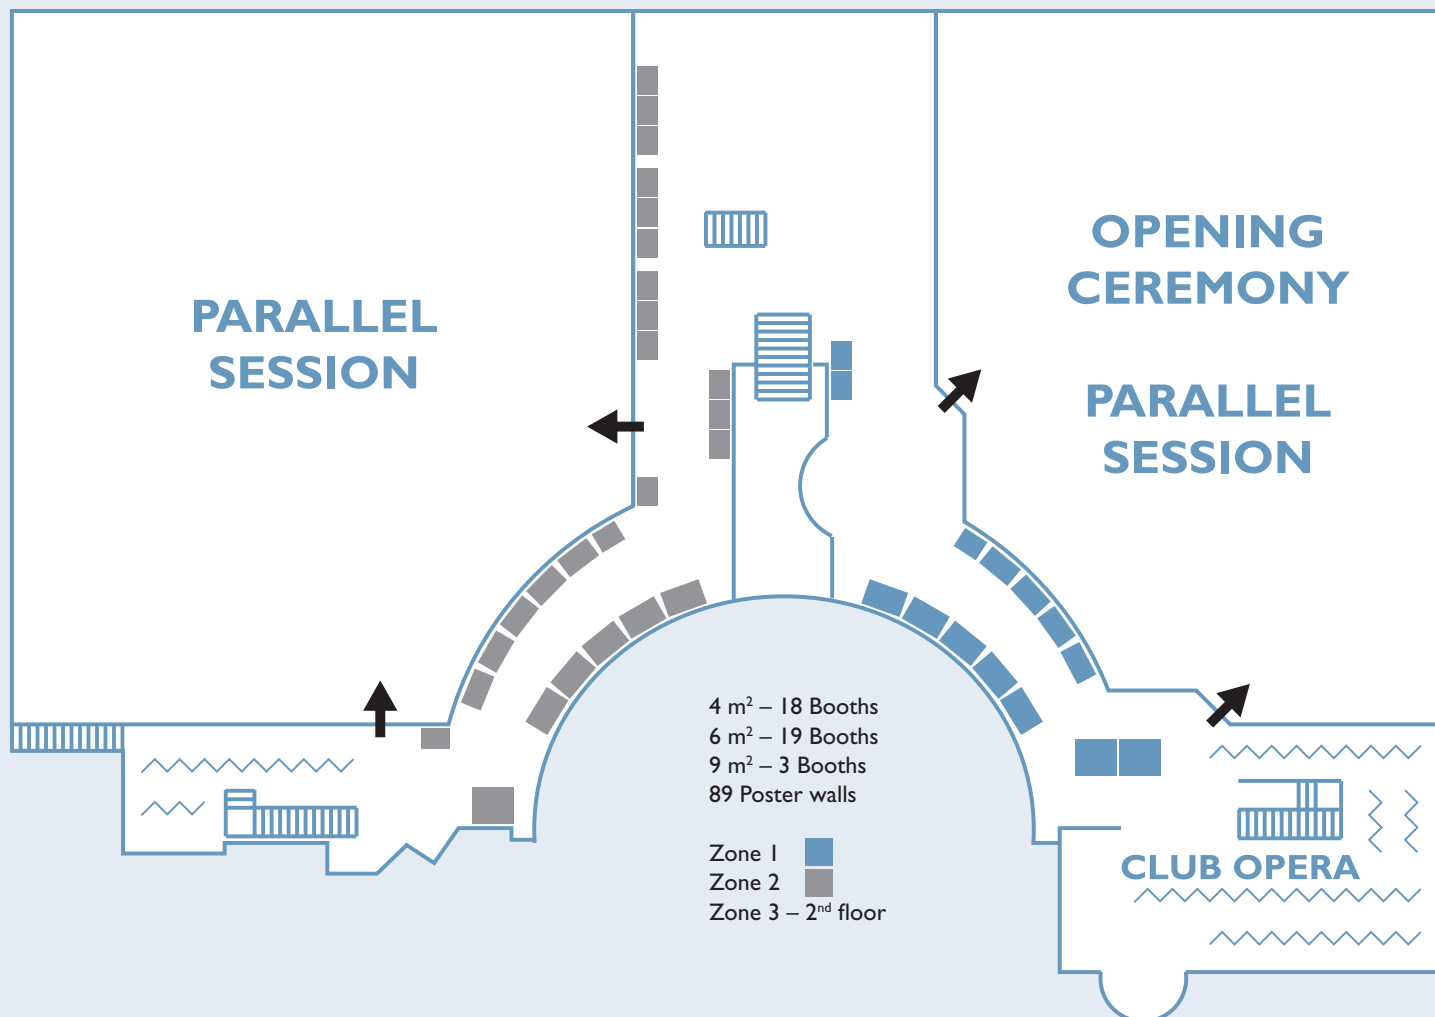 PARALLEL
SESSION
OPENING
CEREMONY
PARALLEL
SESSION
4 m² – 18 Booths
6 m² – 19 Booths
9 m² – 3 Booths
89 Poster walls
Zone 1
Zone 2
Zone 3 – 2nd floor
CLUB OPERA